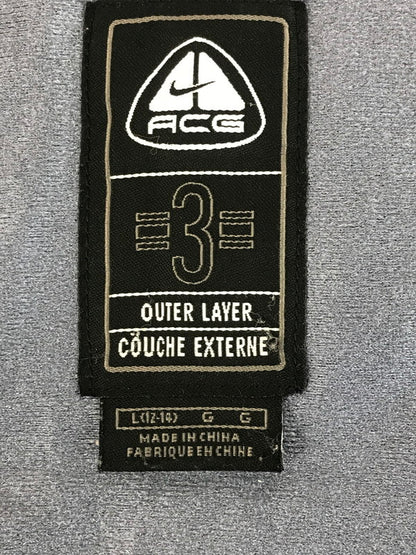 ACG
3
OUTER LAYER
COUCHE EXTERNE
L(12-14) G G
MADE IN CHINA
FABRIQUE EN CHINE